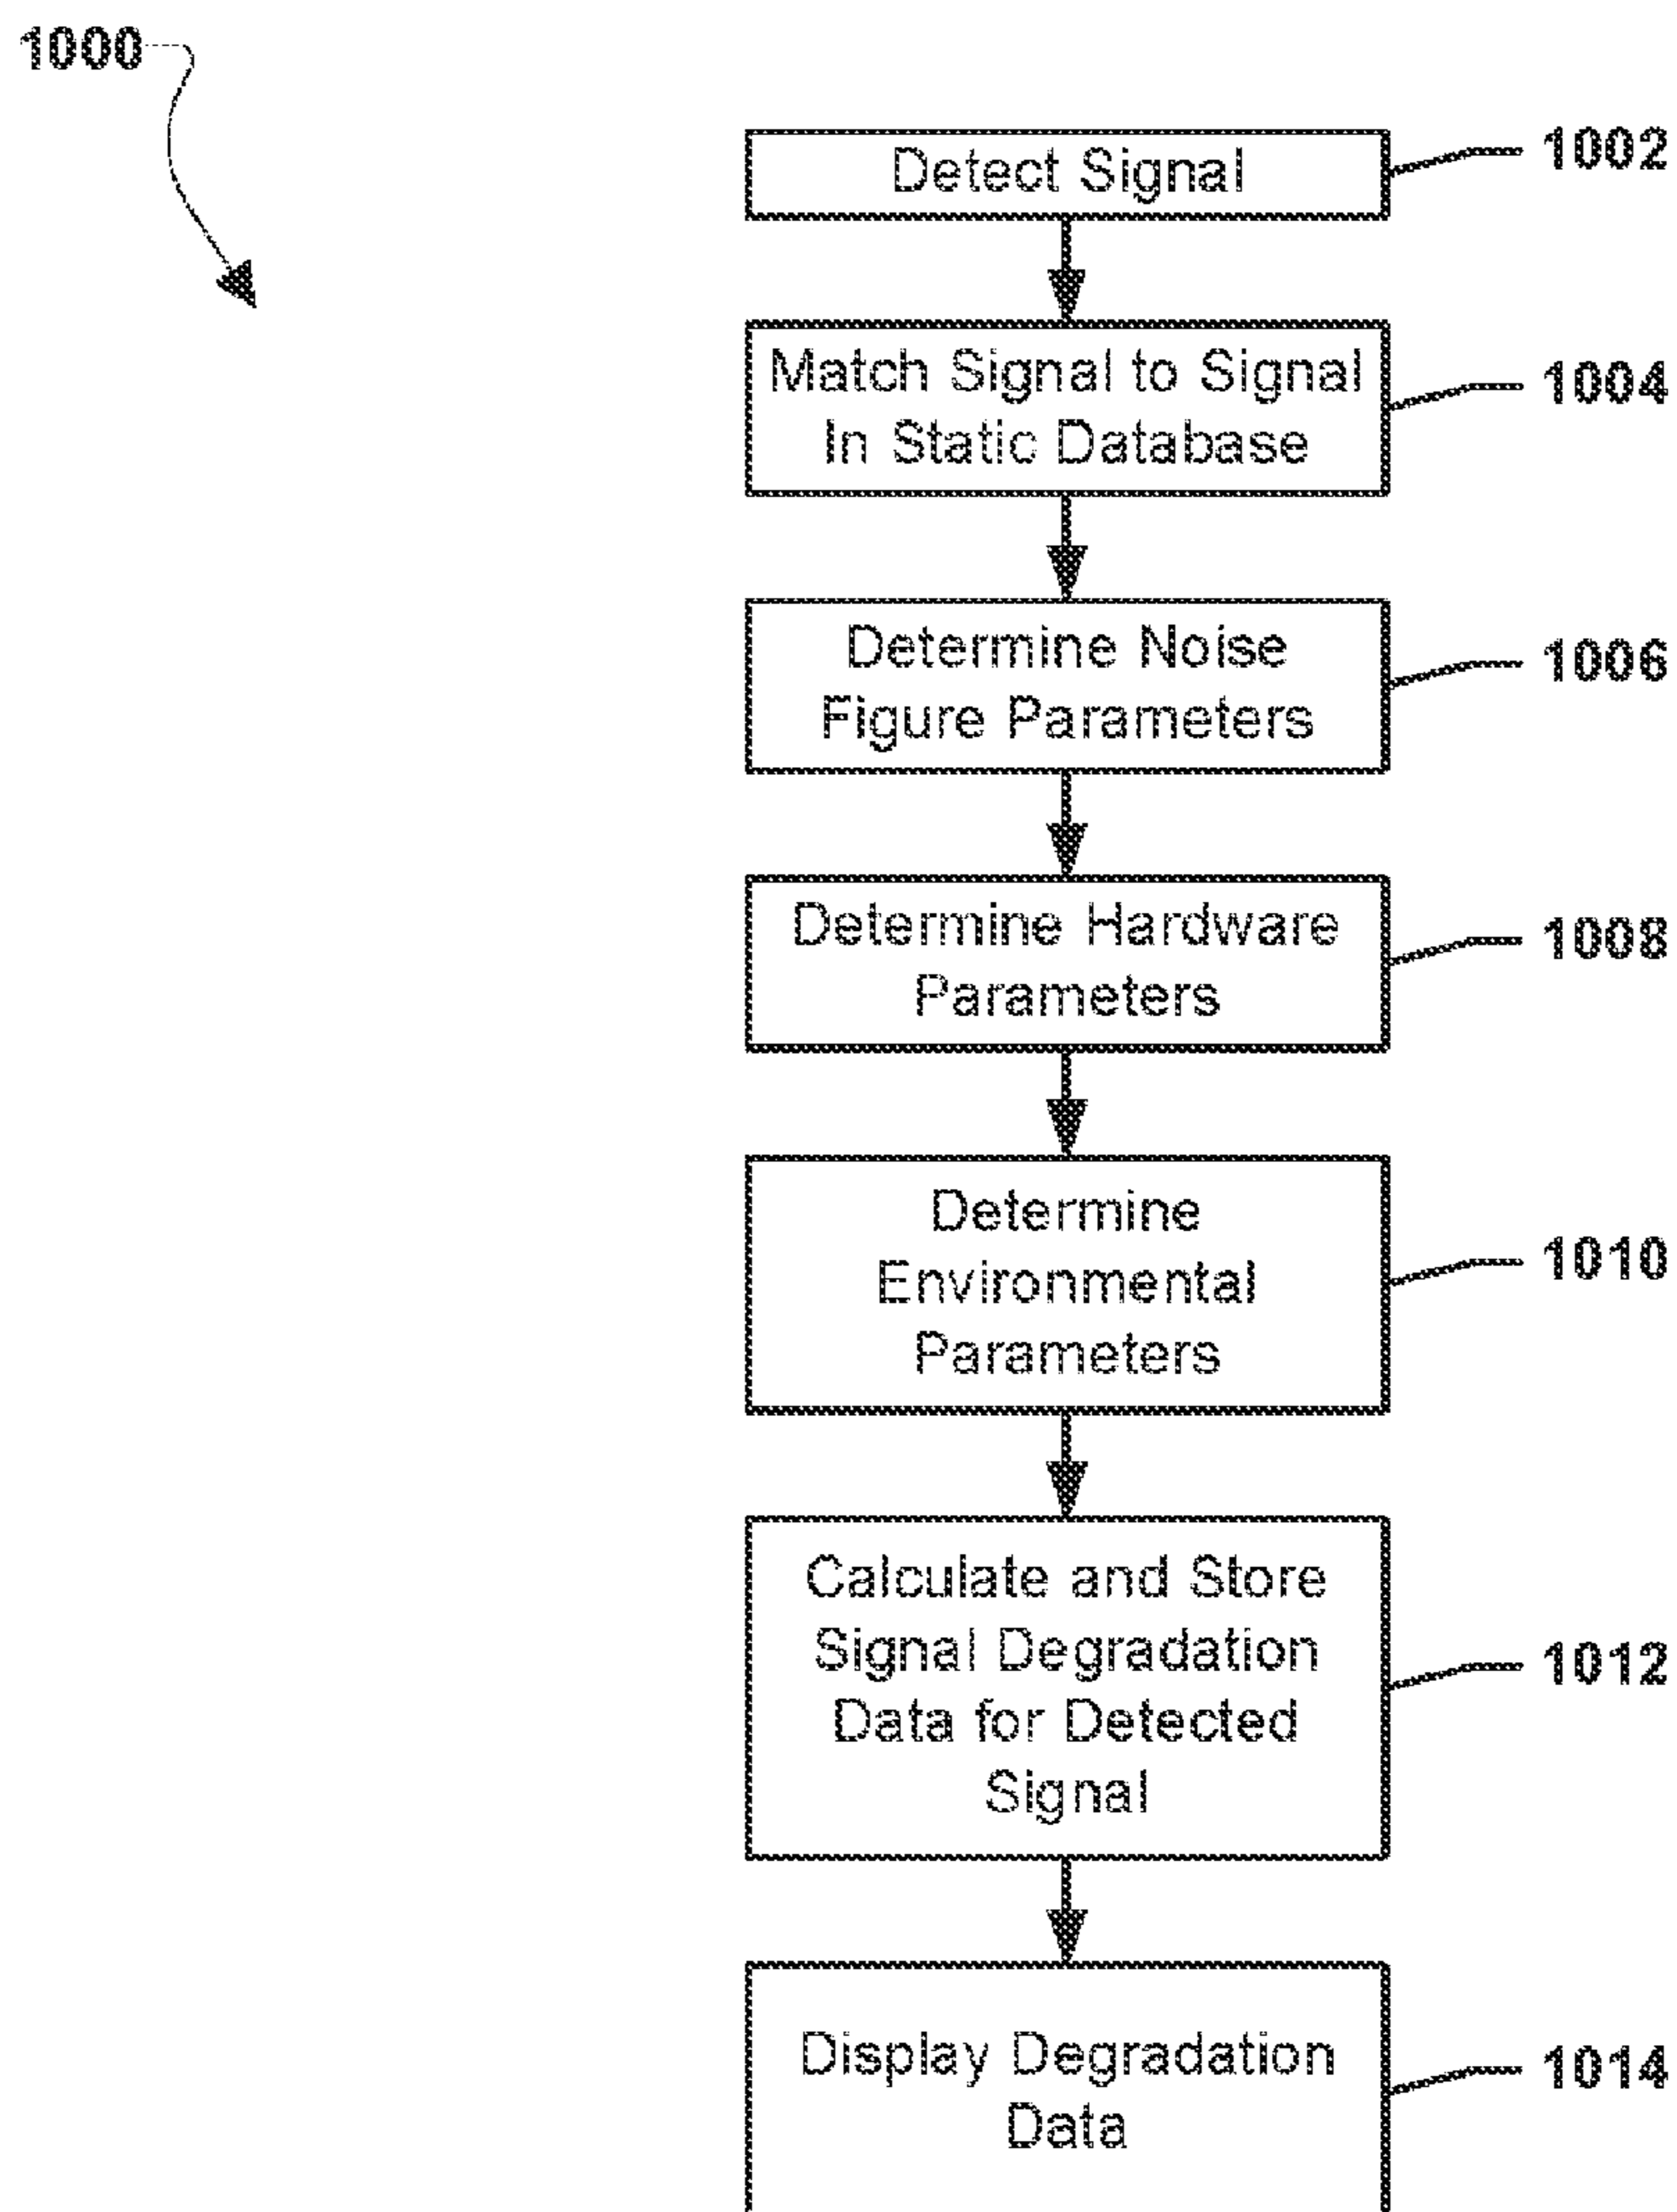 1000
Detect Signal
1002
Match Signal to Signal
In Static Database
1004
Determine Noise
Figure Parameters
1006
Determine Hardware
Parameters
1008
Determine
Environmental
Parameters
1010
Calculate and Store
Signal Degradation
Data for Detected
Signal
1012
Display Degradation
Data
1014